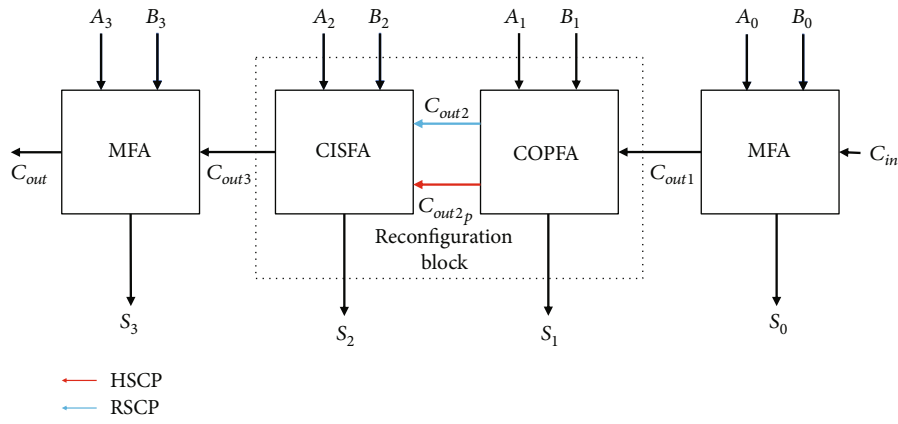 A3 B3 A2 B2 A1 B1 A0 B0
Cout2
MFA CISFA COPFA MFA
Cout Cout3 Cout1 Cin
Cout2p
Reconfiguration
block
S3 S2 S1 S0
HSCP
RSCP